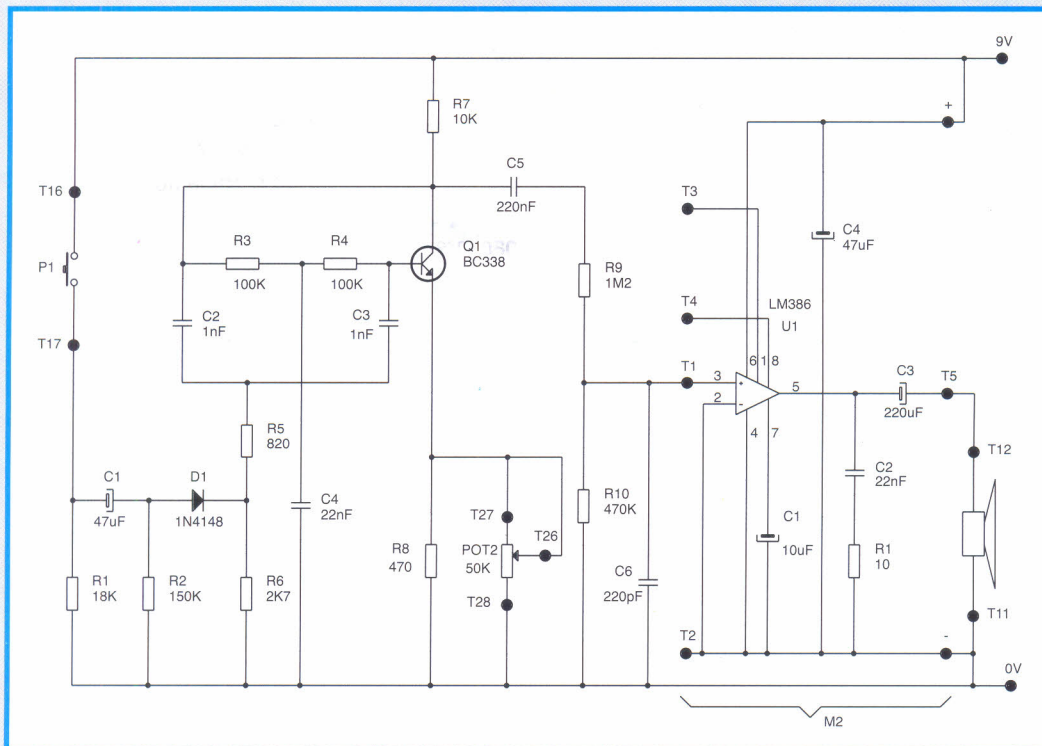 9V
R7
10K
+
C5
220nF
T16
T3
R3
R4
Q1
BC338
C4
47uF
P1
100K
100K
R9
1M2
C2
1nF
C3
1nF
T4
LM386
U1
T17
T1
6
1
8
3
+
2
-
5
C3
220uF
T5
R5
820
4
7
T12
C1
47uF
D1
1N4148
C4
22nF
C2
22nF
R10
470K
T27
T26
C1
10uF
R8
470
POT2
50K
R1
10
R1
18K
R2
150K
R6
2K7
C6
220pF
T28
T11
T2
-
0V
M2